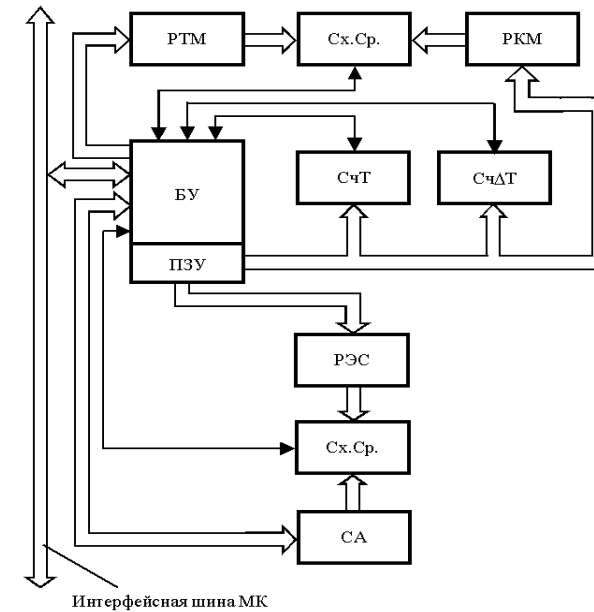 РТМ
Сх.Ср.
РКМ
БУ
СчТ
СчΔТ
ПЗУ
РЭС
Сх.Ср.
СА
Интерфейсная шина МК